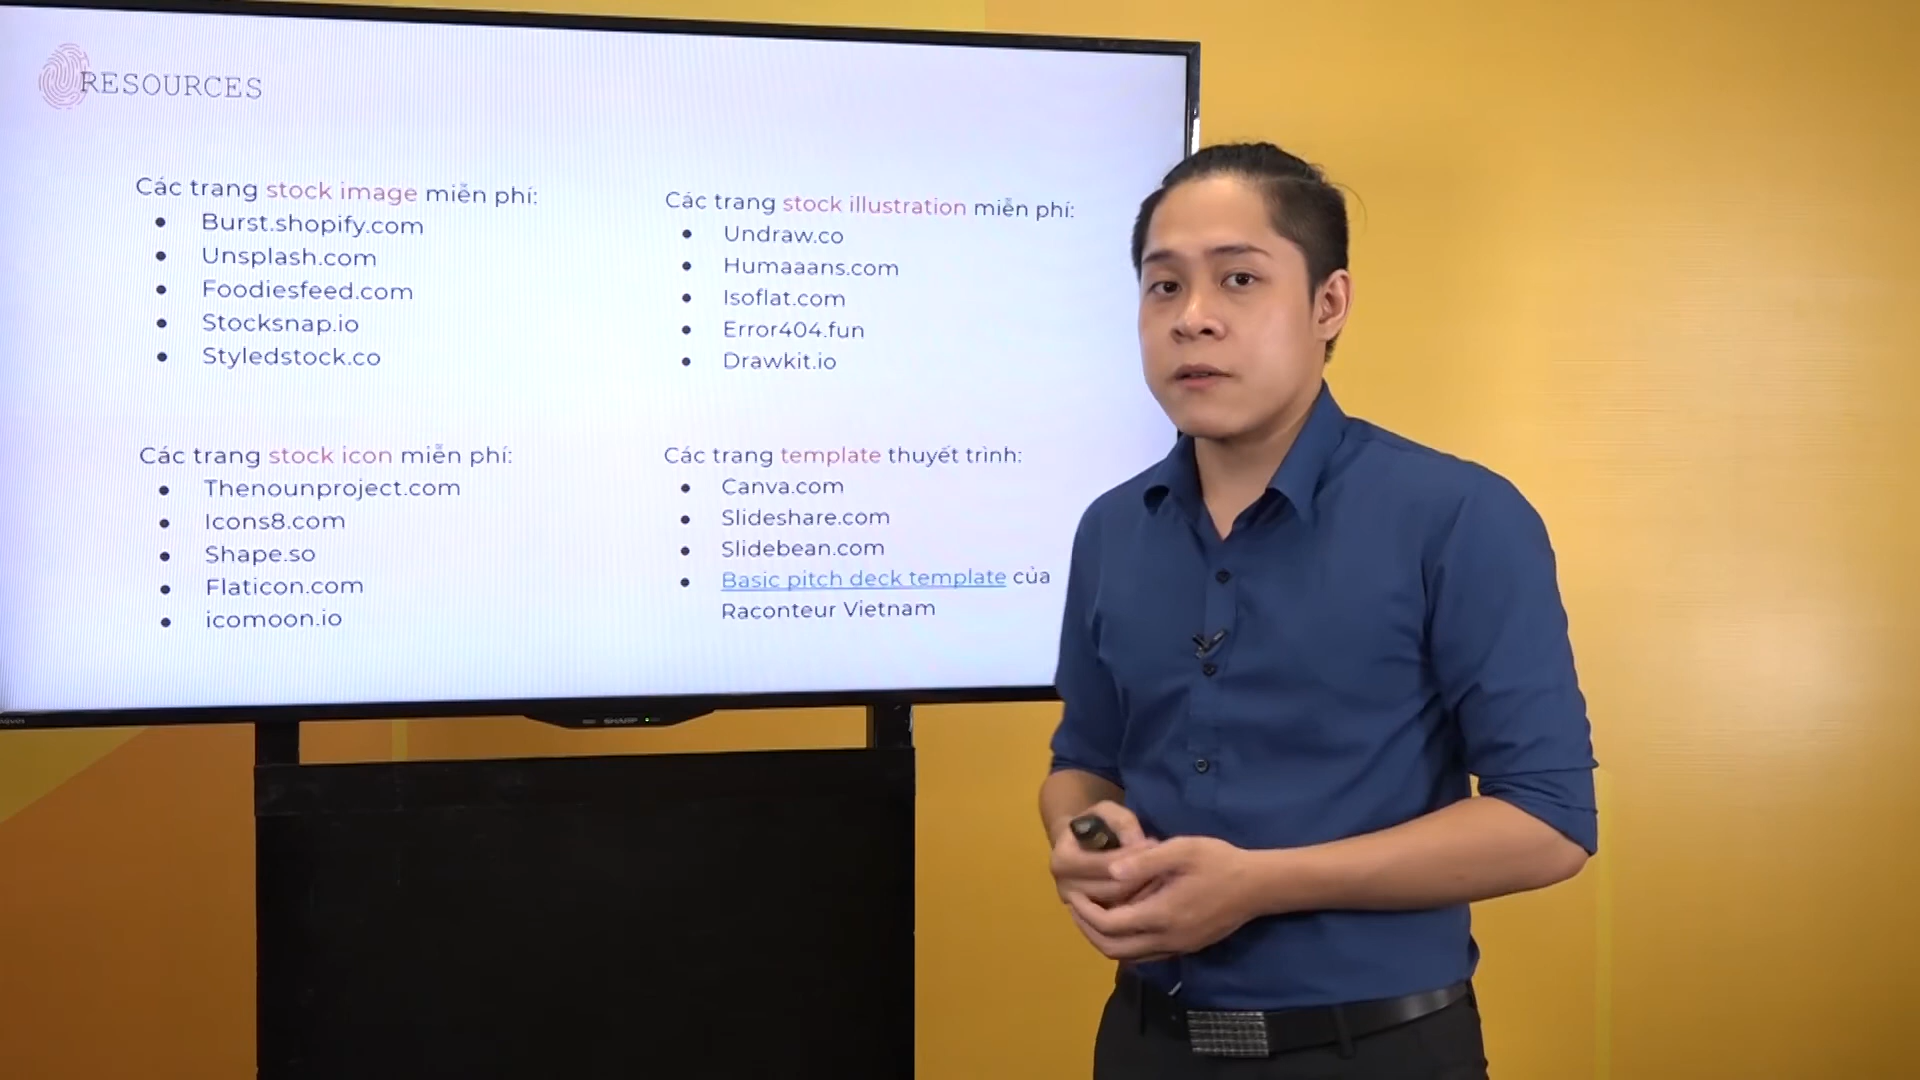 RESOURCES
Các trang stock image miễn phí:
Burst.shopify.com
Unsplash.com
Foodiesfeed.com
Stocksnap.io
Styledstock.co
Các trang stock illustration miễn phí:
Undraw.co
Humaaans.com
Isoflat.com
Error404.fun
Drawkit.io
Các trang stock icon miễn phí:
Thenounproject.com
Icons8.com
Shape.so
Flaticon.com
icomoon.io
Các trang template thuyết trình:
Canva.com
Slideshare.com
Slidebean.com
Basic pitch deck template của
Raconteur Vietnam
SHARP